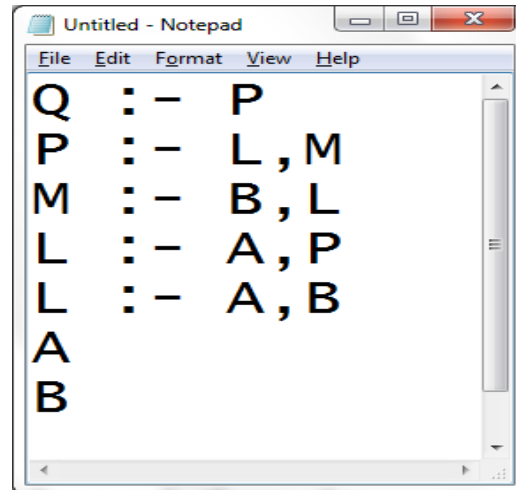 Untitled - Notepad
File Edit Format View Help
Q :- P
P :- L,M
M :- B,L
L :- A,P
L :- A,B
A
B